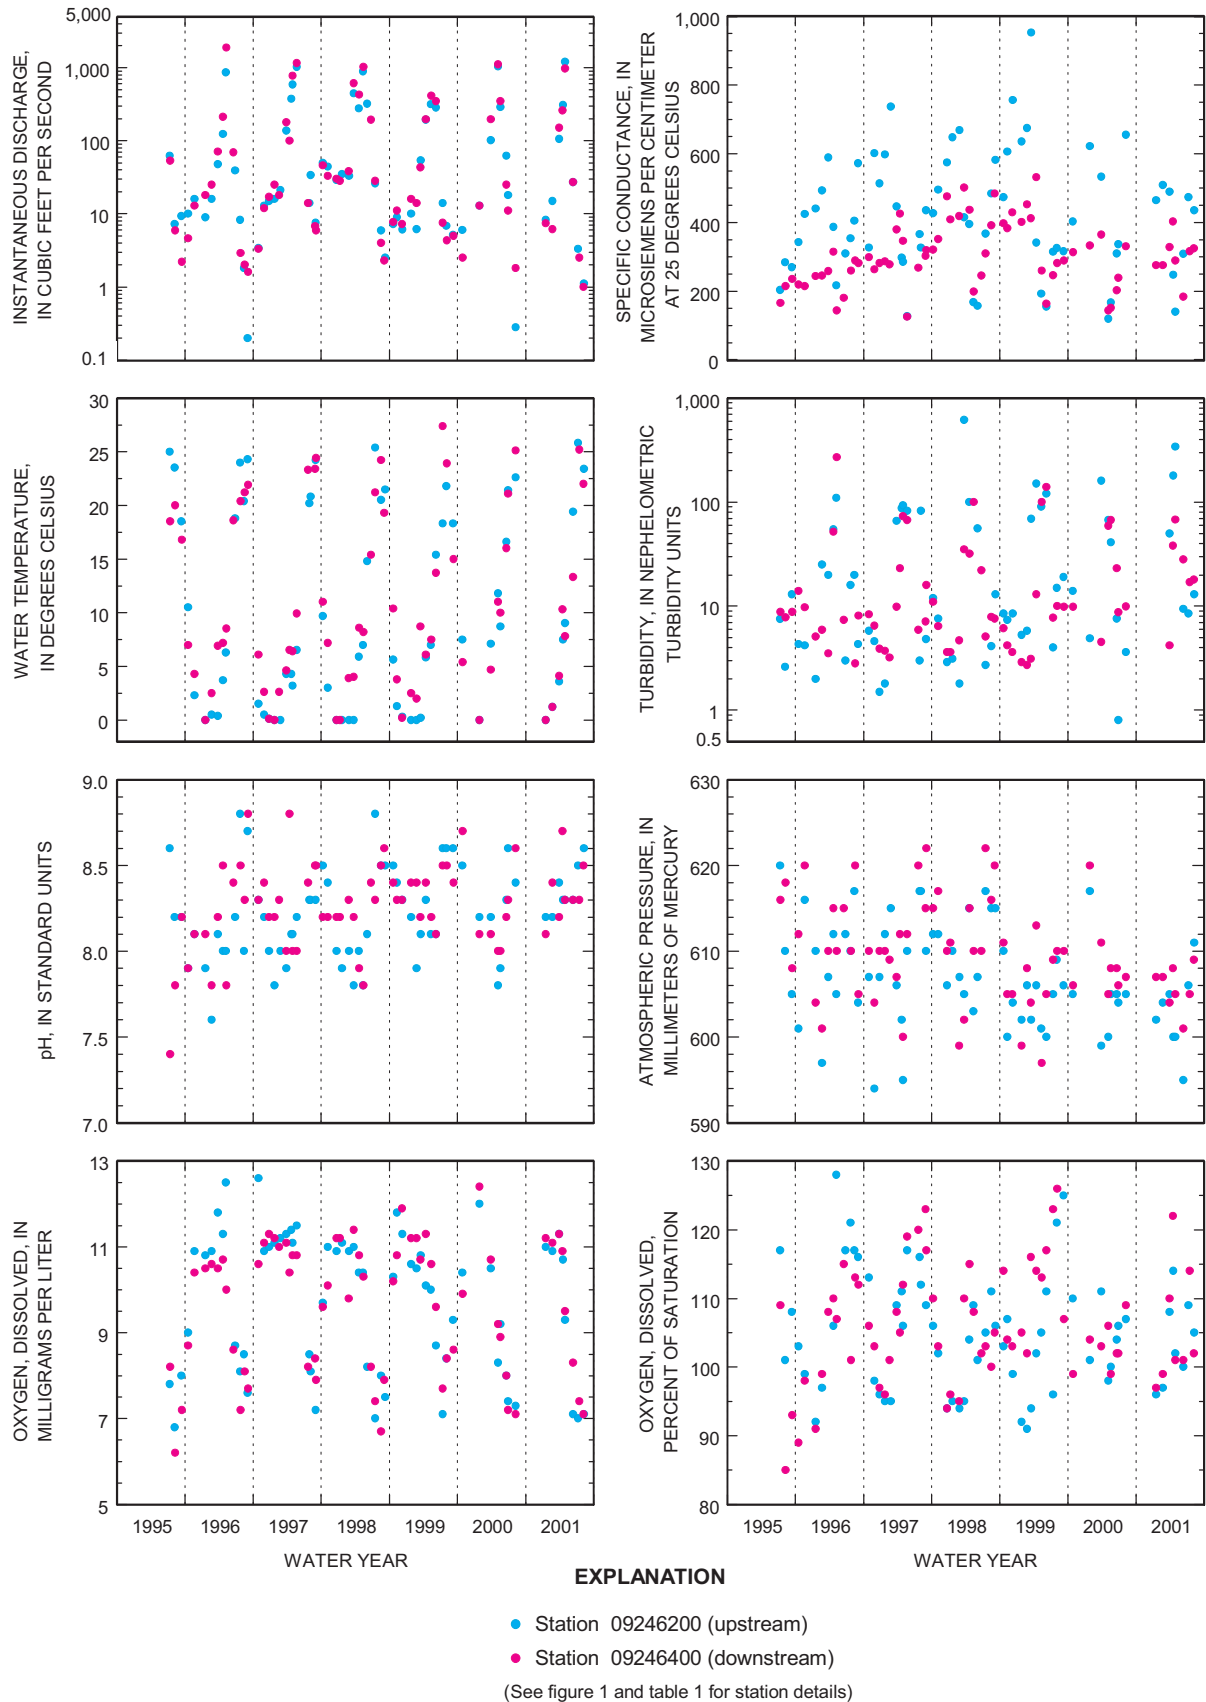 INSTANTANEOUS DISCHARGE,
IN CUBIC FEET PER SECOND
5,000
1,000
100
10
1
0.1
SPECIFIC CONDUCTANCE, IN
MICROSIEMENS PER CENTIMETER
AT 25 DEGREES CELSIUS
1,000
800
600
400
200
0
WATER TEMPERATURE,
IN DEGREES CELSIUS
30
25
20
15
10
5
0
TURBIDITY, IN NEPHELOMETRIC
TURBIDITY UNITS
1,000
100
10
1
0.5
pH, IN STANDARD UNITS
9.0
8.5
8.0
7.5
7.0
ATMOSPHERIC PRESSURE, IN
MILLIMETERS OF MERCURY
630
620
610
600
590
OXYGEN, DISSOLVED, IN
MILLIGRAMS PER LITER
13
11
9
7
5
1995 1996 1997 1998 1999 2000 2001
WATER YEAR
OXYGEN, DISSOLVED,
PERCENT OF SATURATION
130
120
110
100
90
80
1995 1996 1997 1998 1999 2000 2001
WATER YEAR
EXPLANATION
Station 09246200 (upstream)
Station 09246400 (downstream)
(See figure 1 and table 1 for station details)